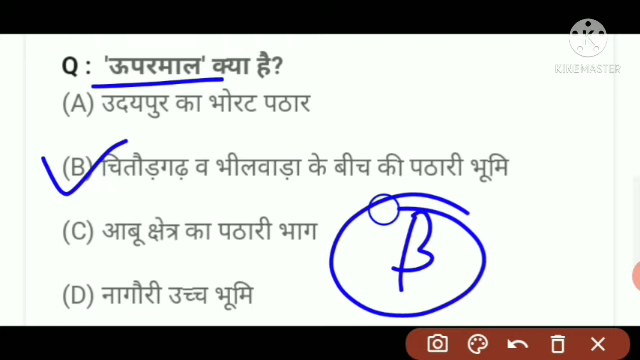 K
KINEMASTER
Q : 'ऊपरमाल' क्या है?
(A) उदयपुर का भोरट पठार
(B) चितौड़गढ़ व भीलवाड़ा के बीच की पठारी भूमि
(C) आबू क्षेत्र का पठारी भाग
B
(D) नागौरी उच्च भूमि